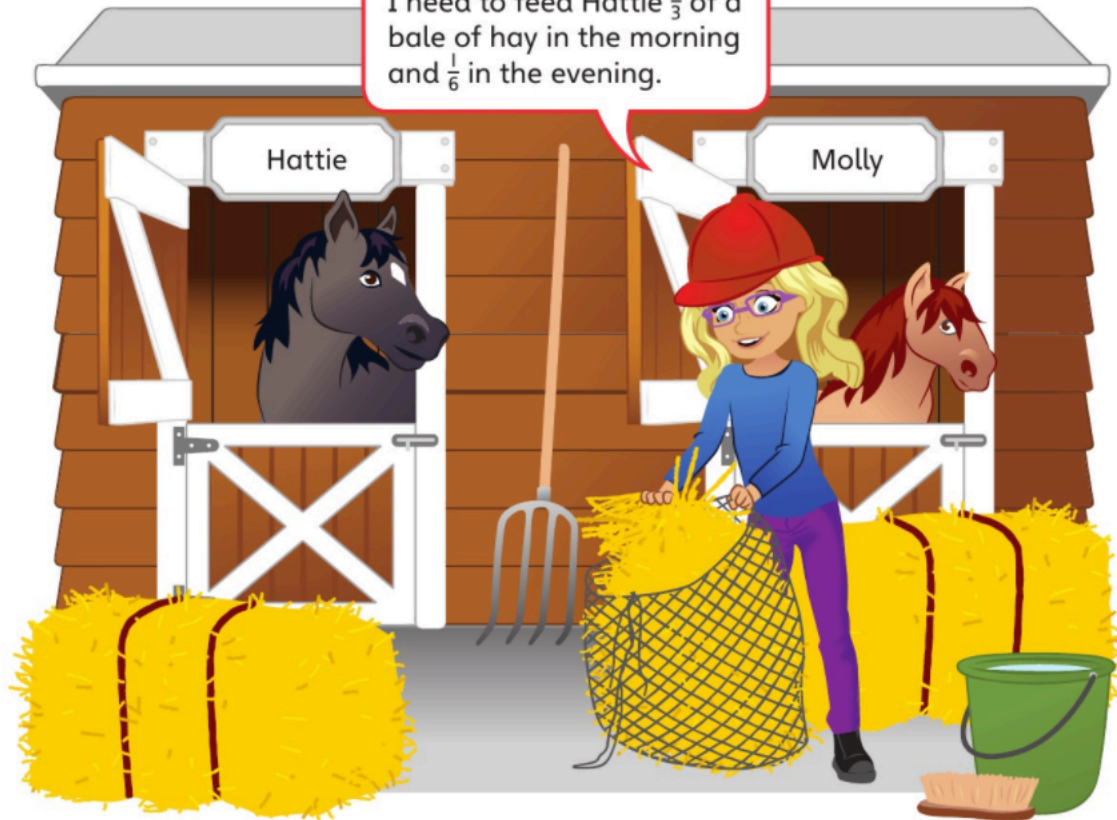 I need to feed Hattie of a
bale of hay in the morning
and 1/6 in the evening.
Hattie
Molly